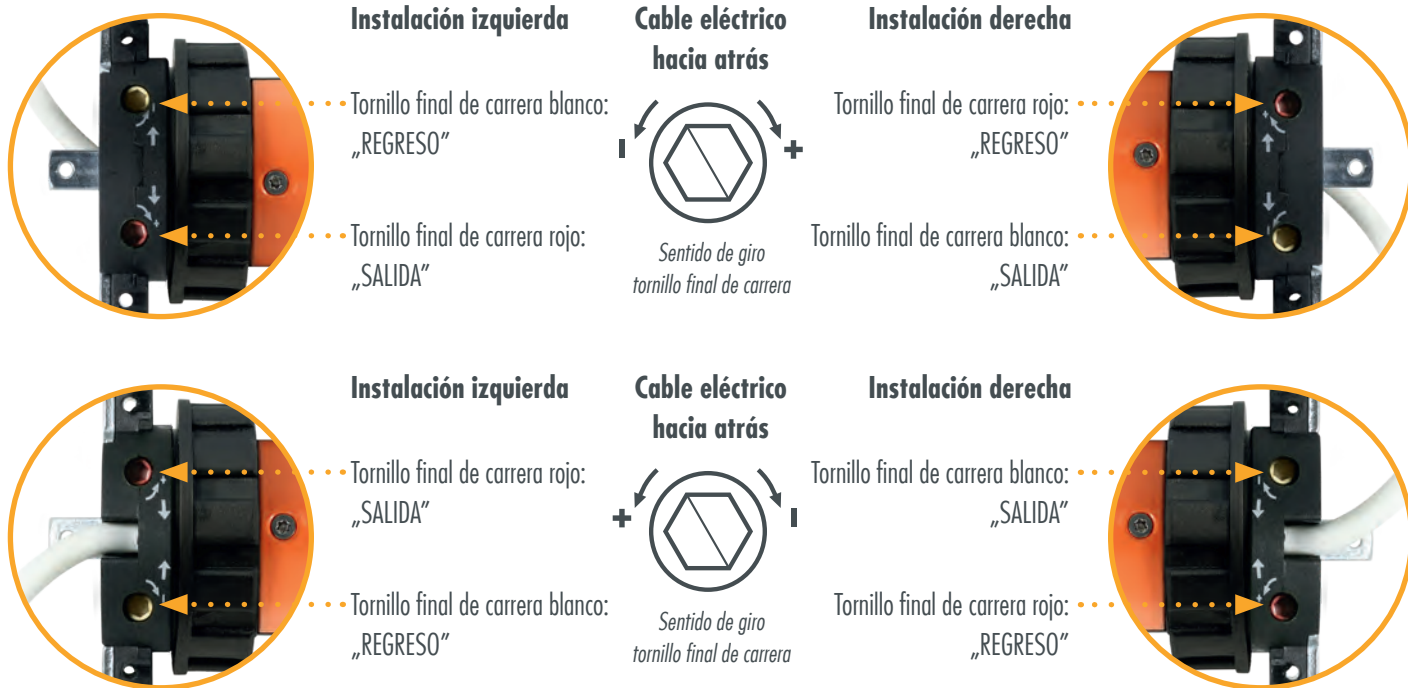 Instalación izquierda
Tornillo final de carrera blanco:
„REGRESO”
Tornillo final de carrera rojo:
„SALIDA”
Cable eléctrico
hacia atrás
- +
Sentido de giro
tornillo final de carrera
Instalación derecha
Tornillo final de carrera rojo:
„REGRESO”
Tornillo final de carrera blanco:
„SALIDA”
Instalación izquierda
Tornillo final de carrera rojo:
„SALIDA”
Tornillo final de carrera blanco:
„REGRESO”
Cable eléctrico
hacia atrás
+ -
Sentido de giro
tornillo final de carrera
Instalación derecha
Tornillo final de carrera blanco:
„SALIDA”
Tornillo final de carrera rojo:
„REGRESO”